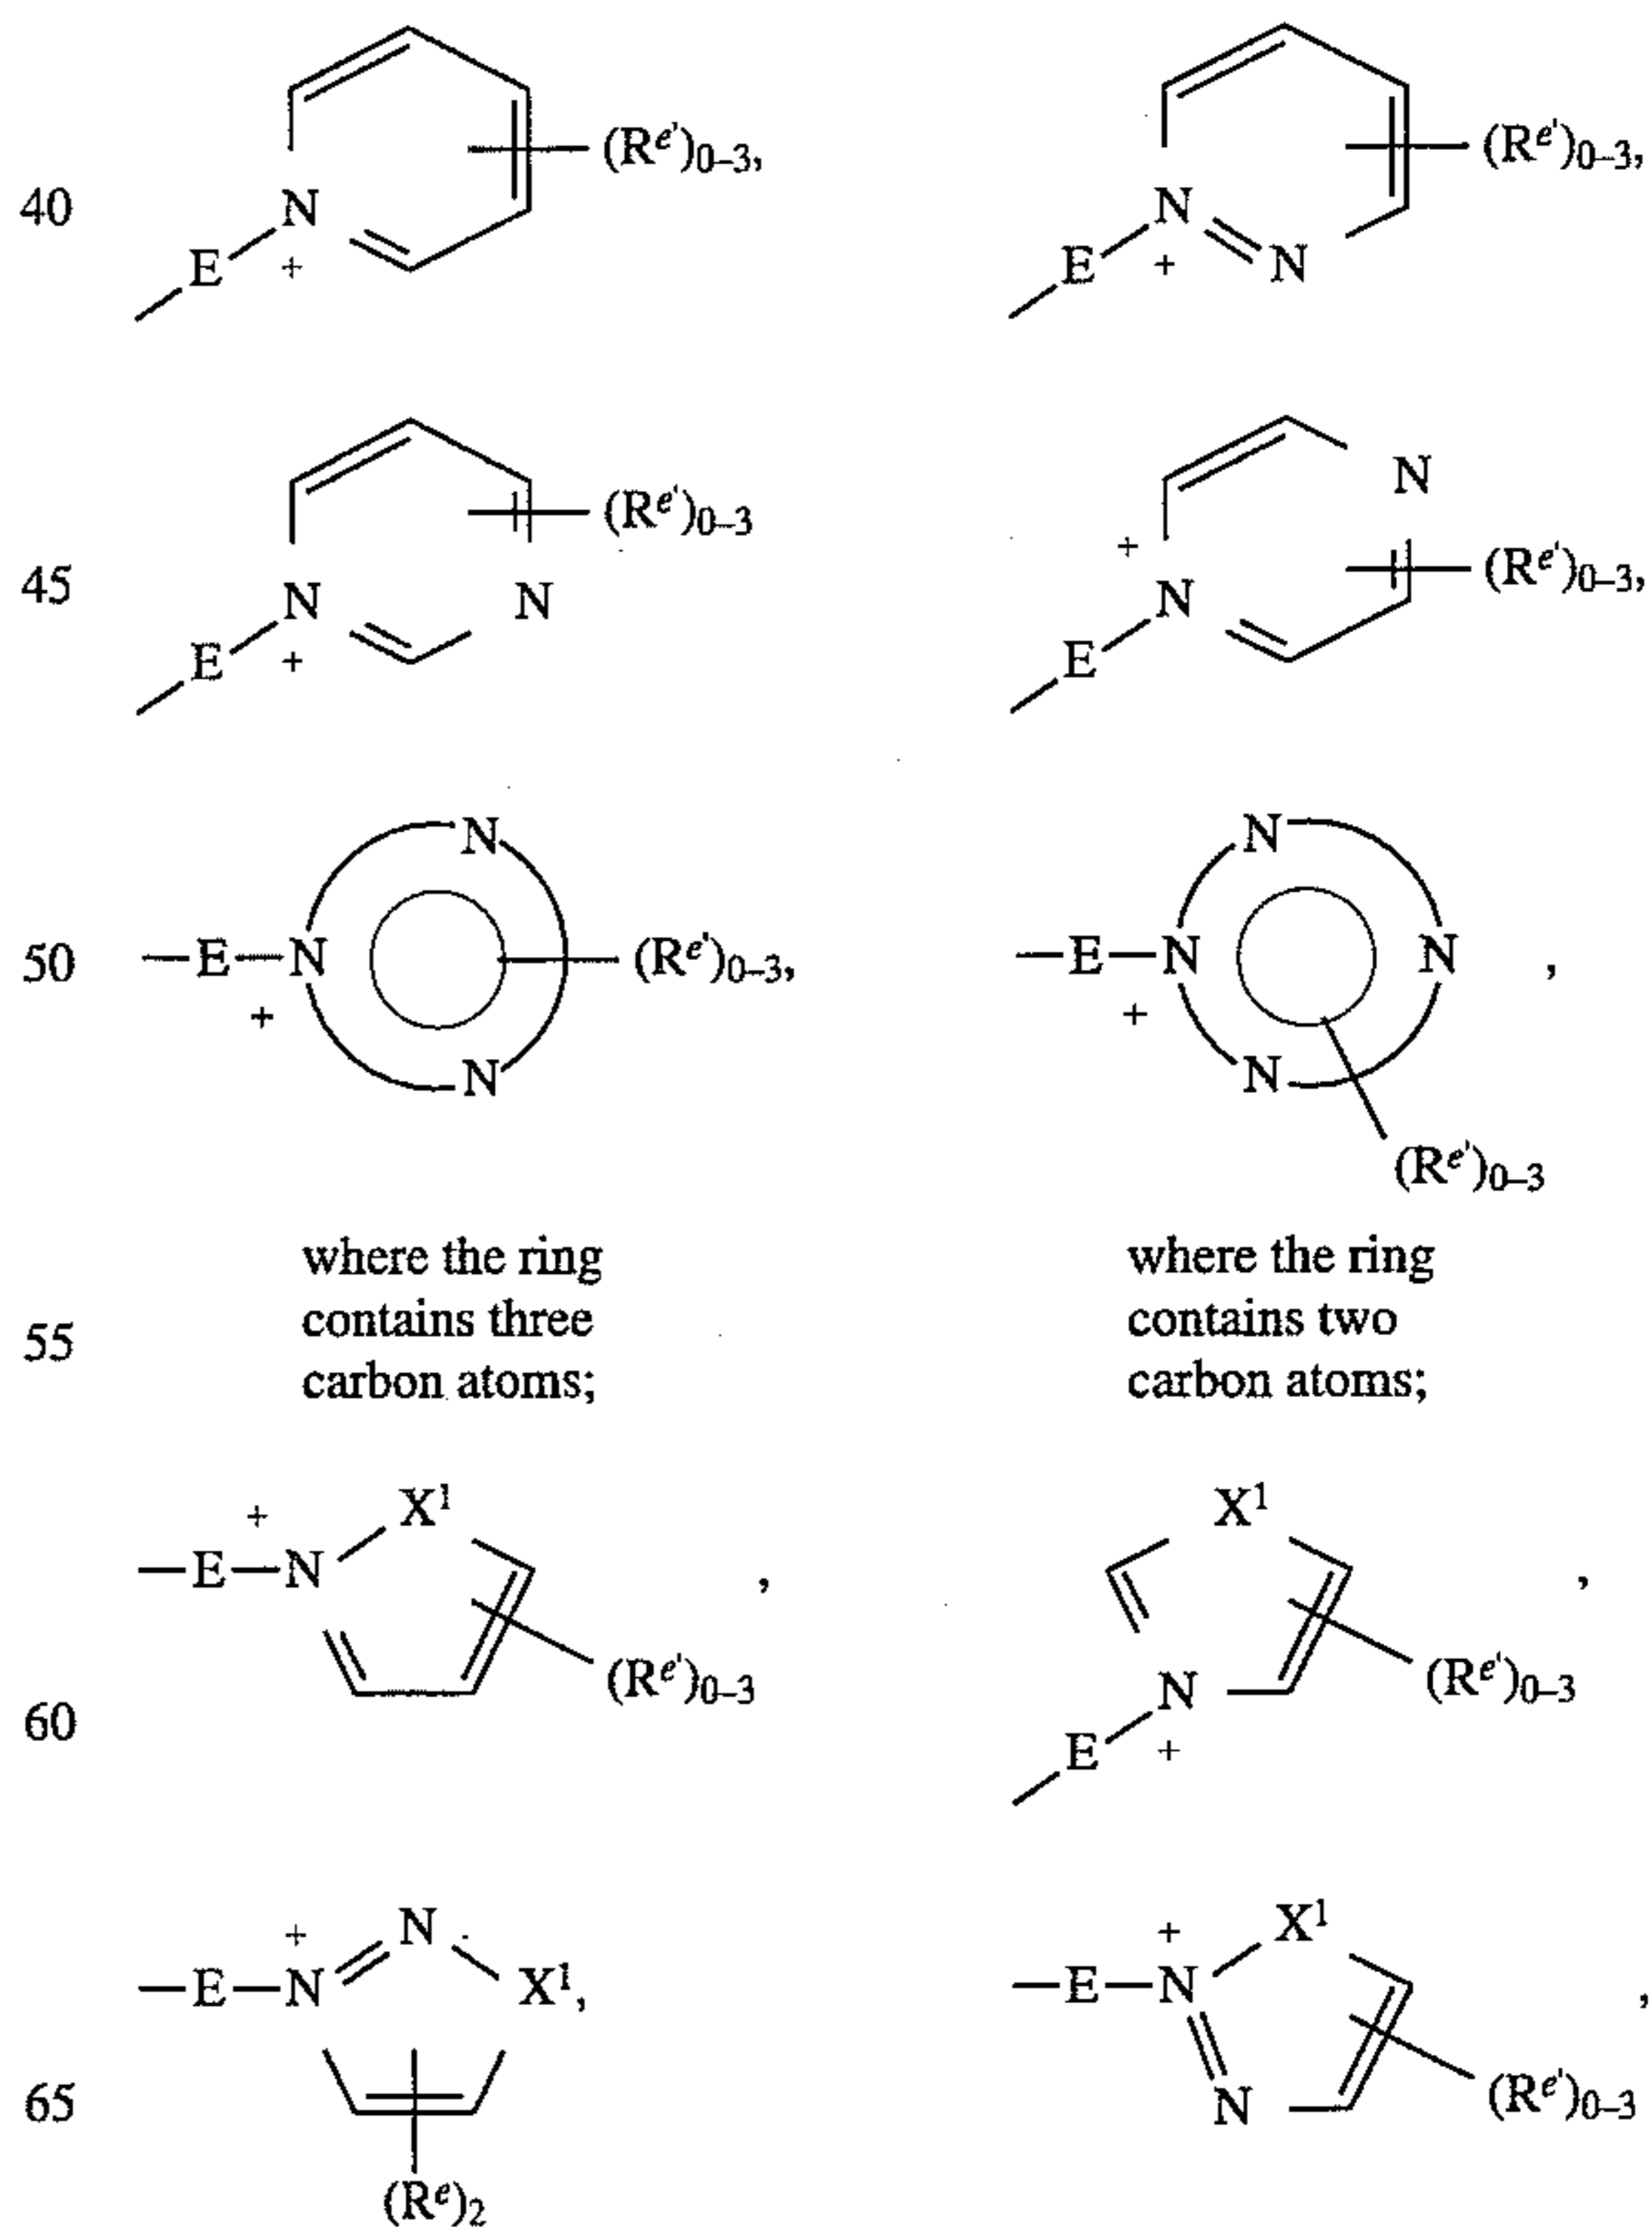 (Re')0–3, (Re')0–3,
40 N N
E + E + N
(Re')0–3 N
+
45 N N N (Re')0–3,
E + E
N N
50 —E—N (Re')0–3, —E—N N ,
+ +
N N
(Re')0–3
where the ring where the ring
contains three contains two
55
carbon atoms; carbon atoms;
+ X1 X1
—E—N , ,
(Re')0–3 N (Re')0–3
60 E +
+ N + X1
—E—N X1, —E—N ,
65 N (Re')0–3
(Re)2